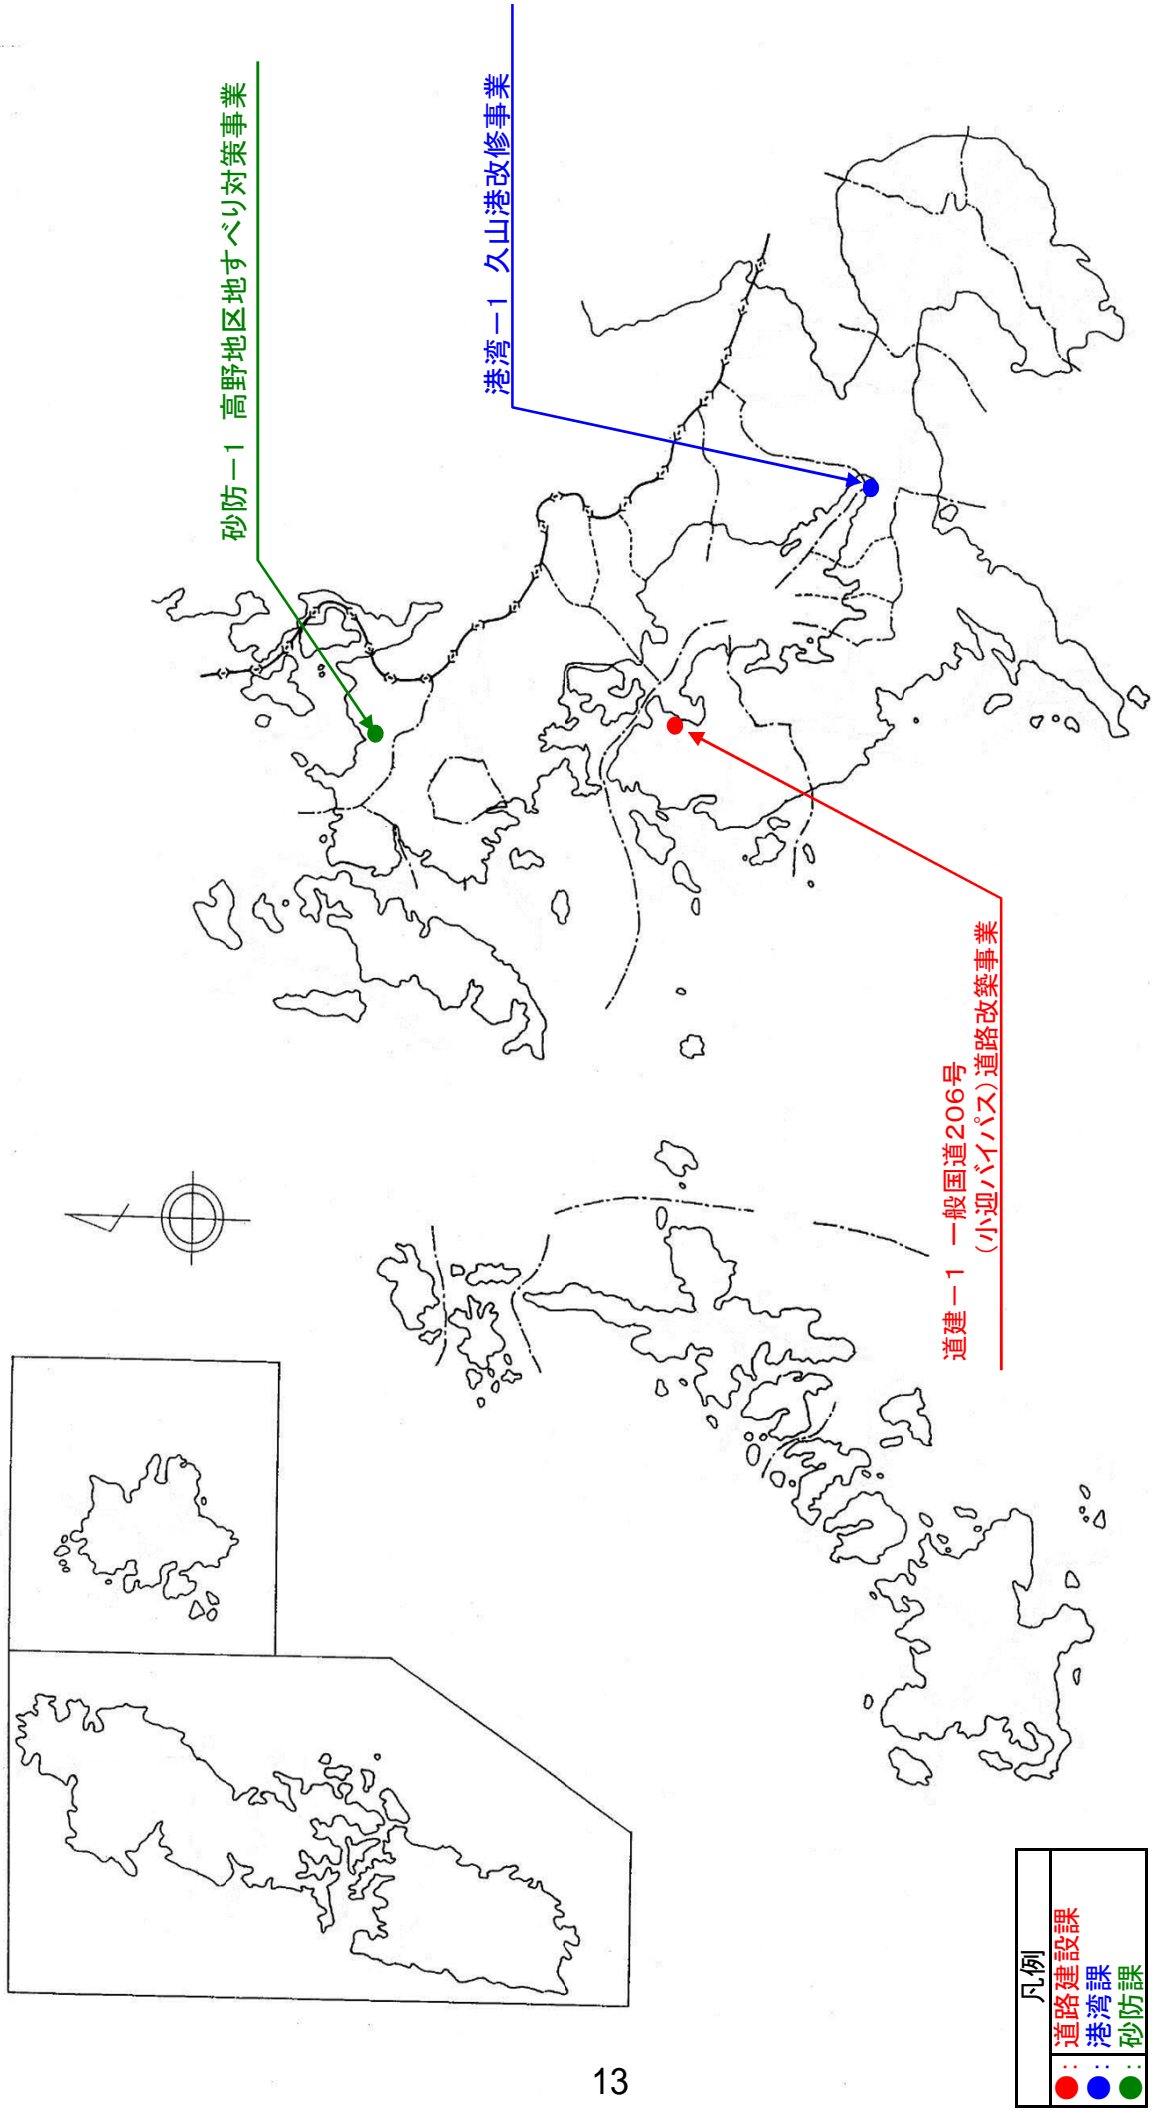 砂防－1　高野地区地すべり対策事業
港湾－1　久山港改修事業
道建－1　一般国道206号
（小迎バイパス）道路改築事業
凡例
●：道路建設課
●：港湾課
●：砂防課
13